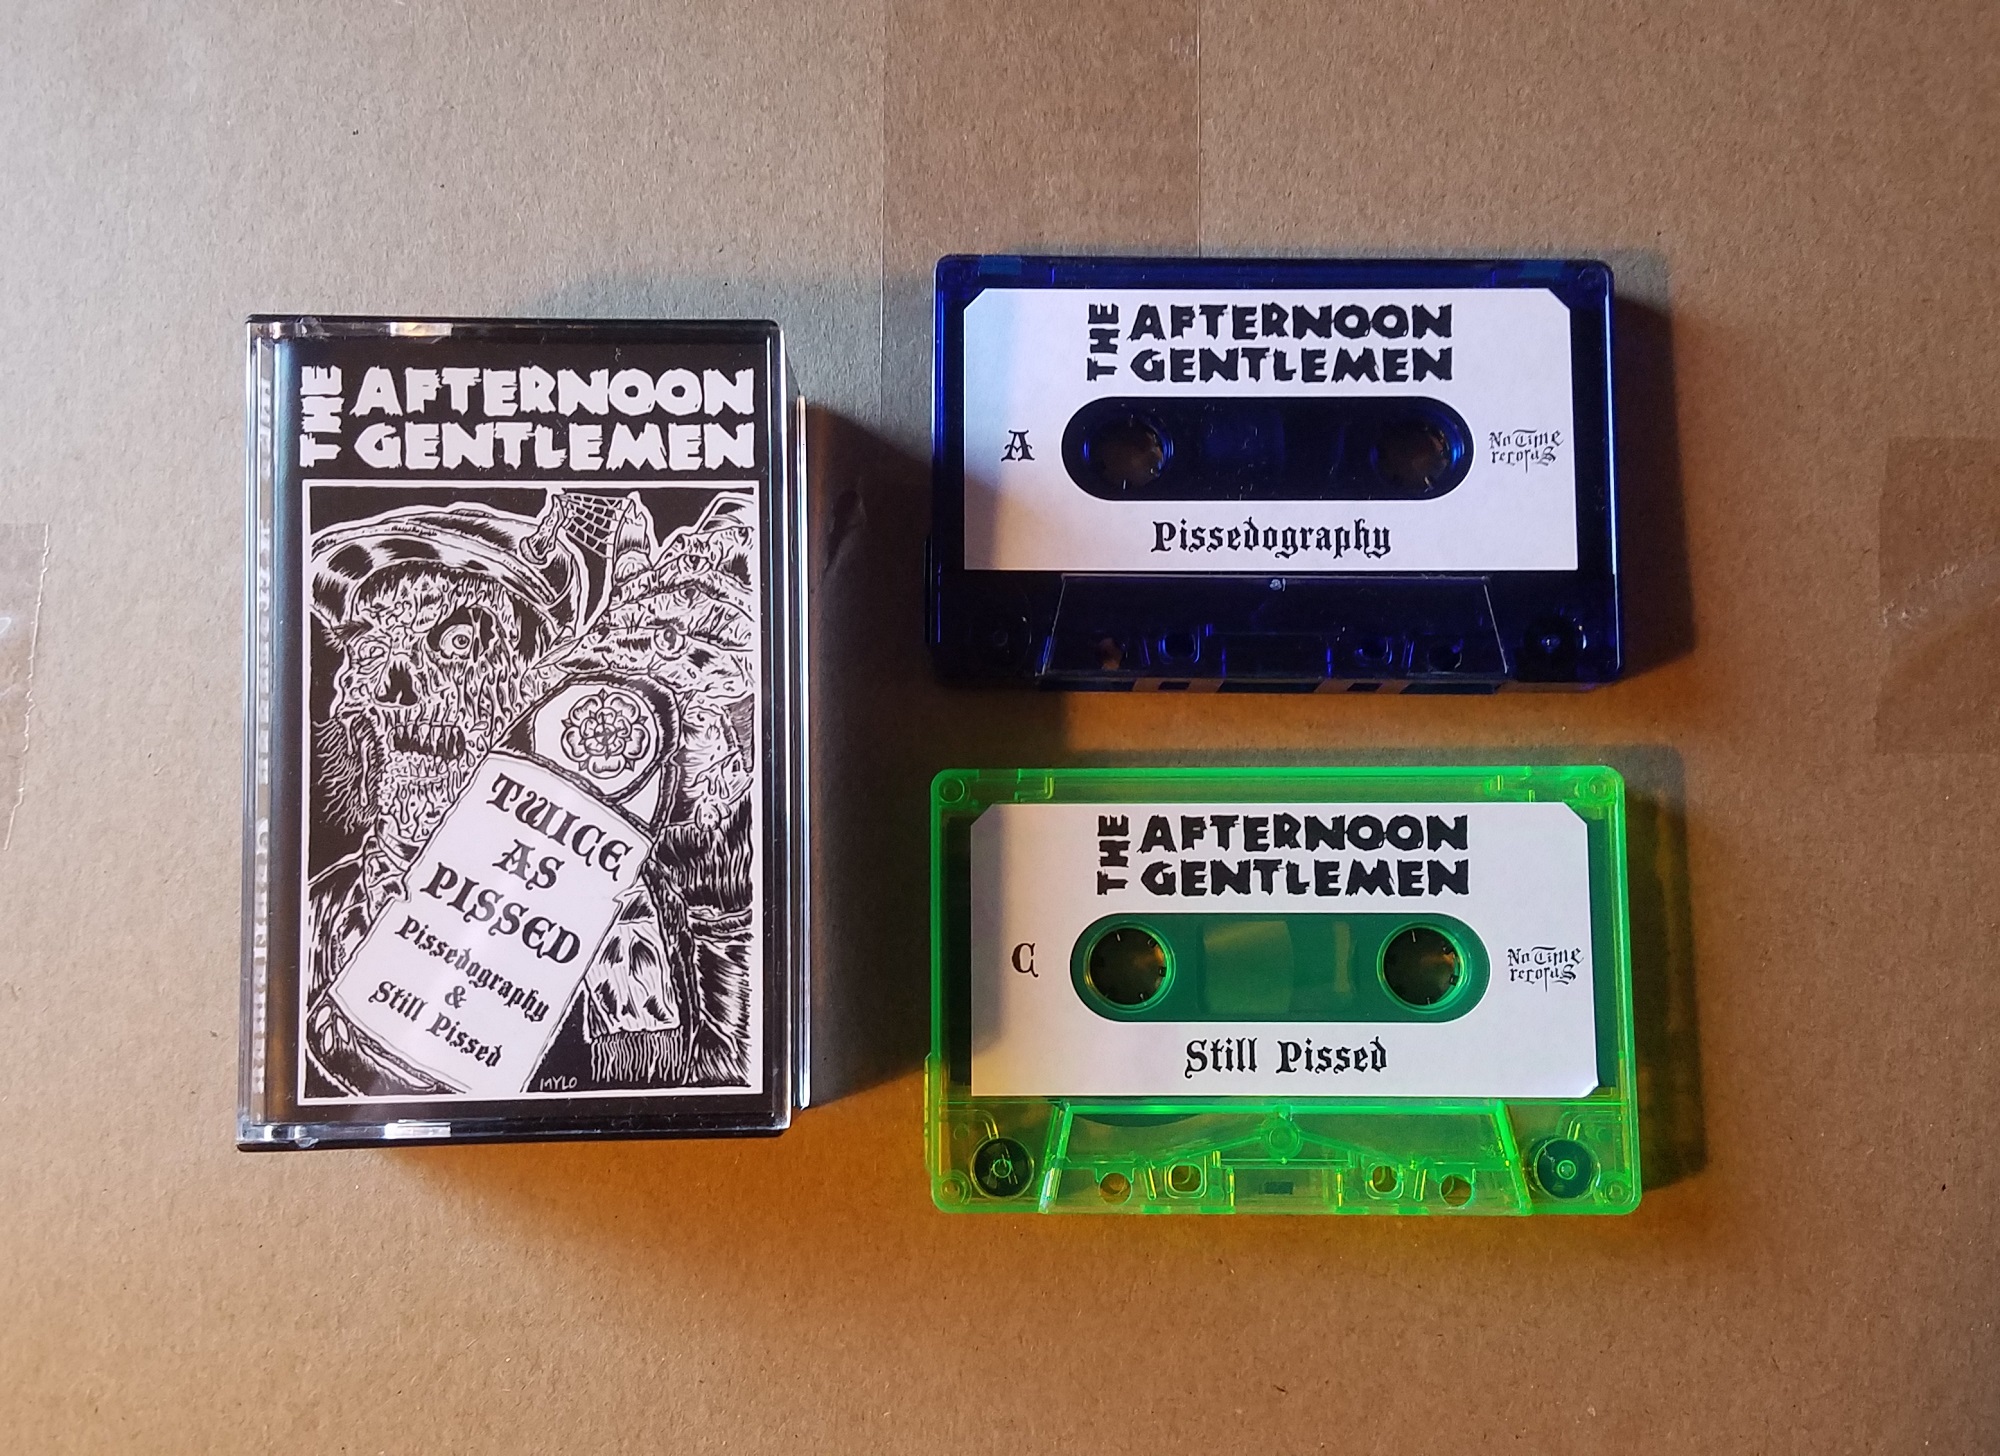 THE AFTERNOON
GENTLEMEN
TWICE
AS
PISSED
Pissedography
&
Still Pissed
MYLO
THE AFTERNOON
GENTLEMEN
A
No Time
records
Pissedography
THE AFTERNOON
GENTLEMEN
C
No Time
records
Still Pissed